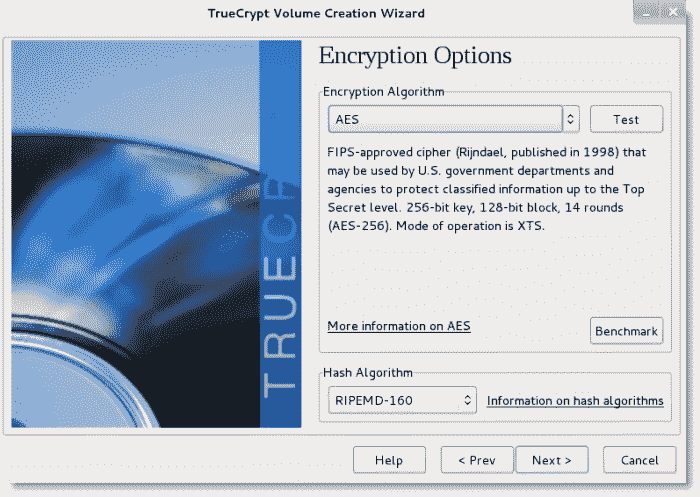 TrueCrypt Volume Creation Wizard
TRUECR
Encryption Options
Encryption Algorithm
AES
Test
FIPS-approved cipher (Rijndael, published in 1998) that
may be used by U.S. government departments and
agencies to protect classified information up to the Top
Secret level. 256-bit key, 128-bit block, 14 rounds
(AES-256). Mode of operation is XTS.
More information on AES
Benchmark
Hash Algorithm
RIPEMD-160
Information on hash algorithms
Help
< Prev
Next >
Cancel